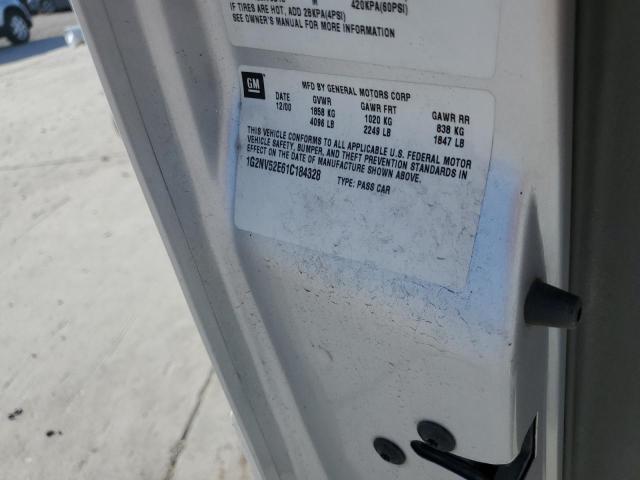 420KPA(60PSI)
IF TIRES ARE HOT, ADD 28KPA(4PSI)
SEE OWNER'S MANUAL FOR MORE INFORMATION
GM
MFD BY GENERAL MOTORS CORP
DATE GVWR GAWR FRT GAWR RR
12/00 1858 KG 1020 KG 838 KG
4096 LB 2249 LB 1847 LB
THIS VEHICLE CONFORMS TO ALL APPLICABLE U.S. FEDERAL MOTOR
VEHICLE SAFETY, BUMPER, AND THEFT PREVENTION STANDARDS IN
EFFECT ON THE DATE OF MANUFACTURE SHOWN ABOVE.
1G2NV52E61C184328 TYPE: PASS CAR